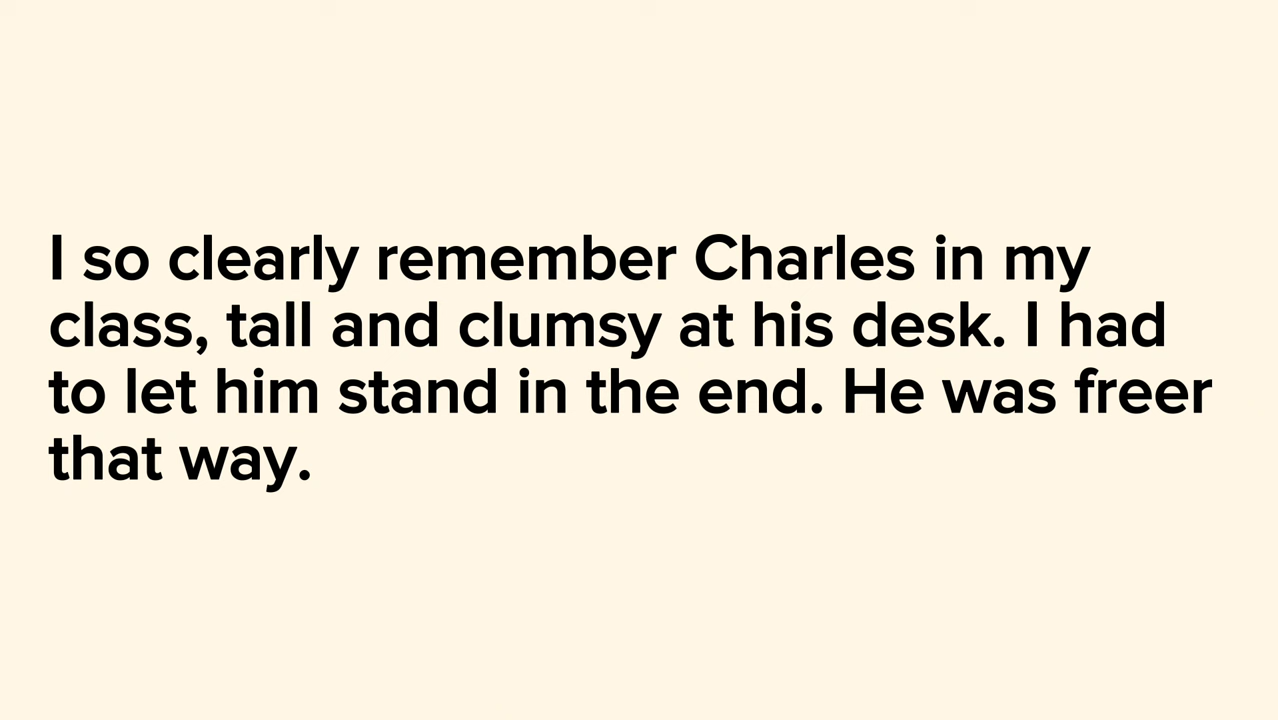 I so clearly remember Charles in my
class, tall and clumsy at his desk. I had
to let him stand in the end. He was freer
that way.